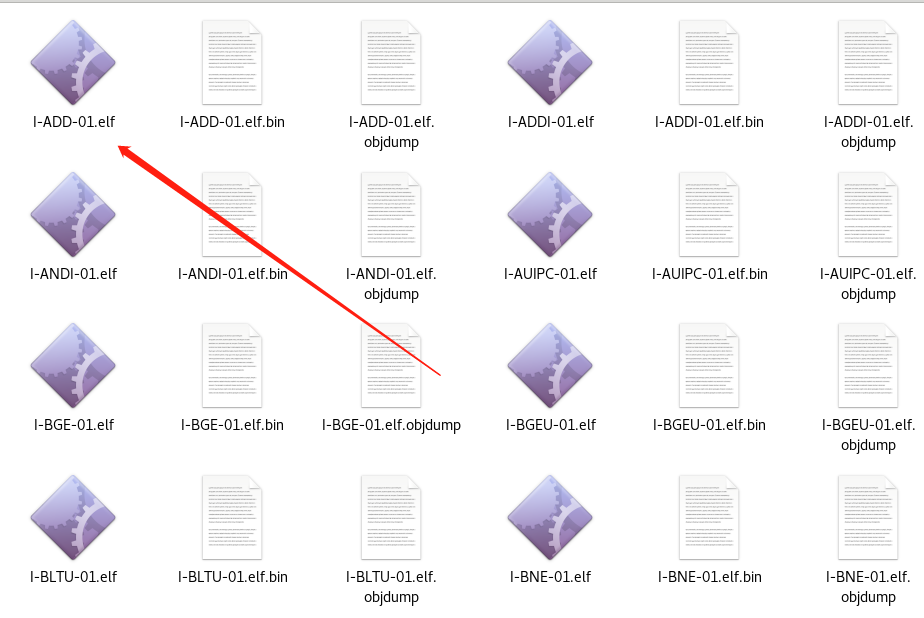 I-ADD-01.elf
I-ADD-01.elf.bin
I-ADD-01.elf.
objdump
I-ADDI-01.elf
I-ADDI-01.elf.bin
I-ADDI-01.elf.
objdump
I-ANDI-01.elf
I-ANDI-01.elf.bin
I-ANDI-01.elf.
objdump
I-AUIPC-01.elf
I-AUIPC-01.elf.bin
I-AUIPC-01.elf.
objdump
I-BGE-01.elf
I-BGE-01.elf.bin
I-BGE-01.elf.objdump
I-BGEU-01.elf
I-BGEU-01.elf.bin
I-BGEU-01.elf.
objdump
I-BLTU-01.elf
I-BLTU-01.elf.bin
I-BLTU-01.elf.
objdump
I-BNE-01.elf
I-BNE-01.elf.bin
I-BNE-01.elf.
objdump